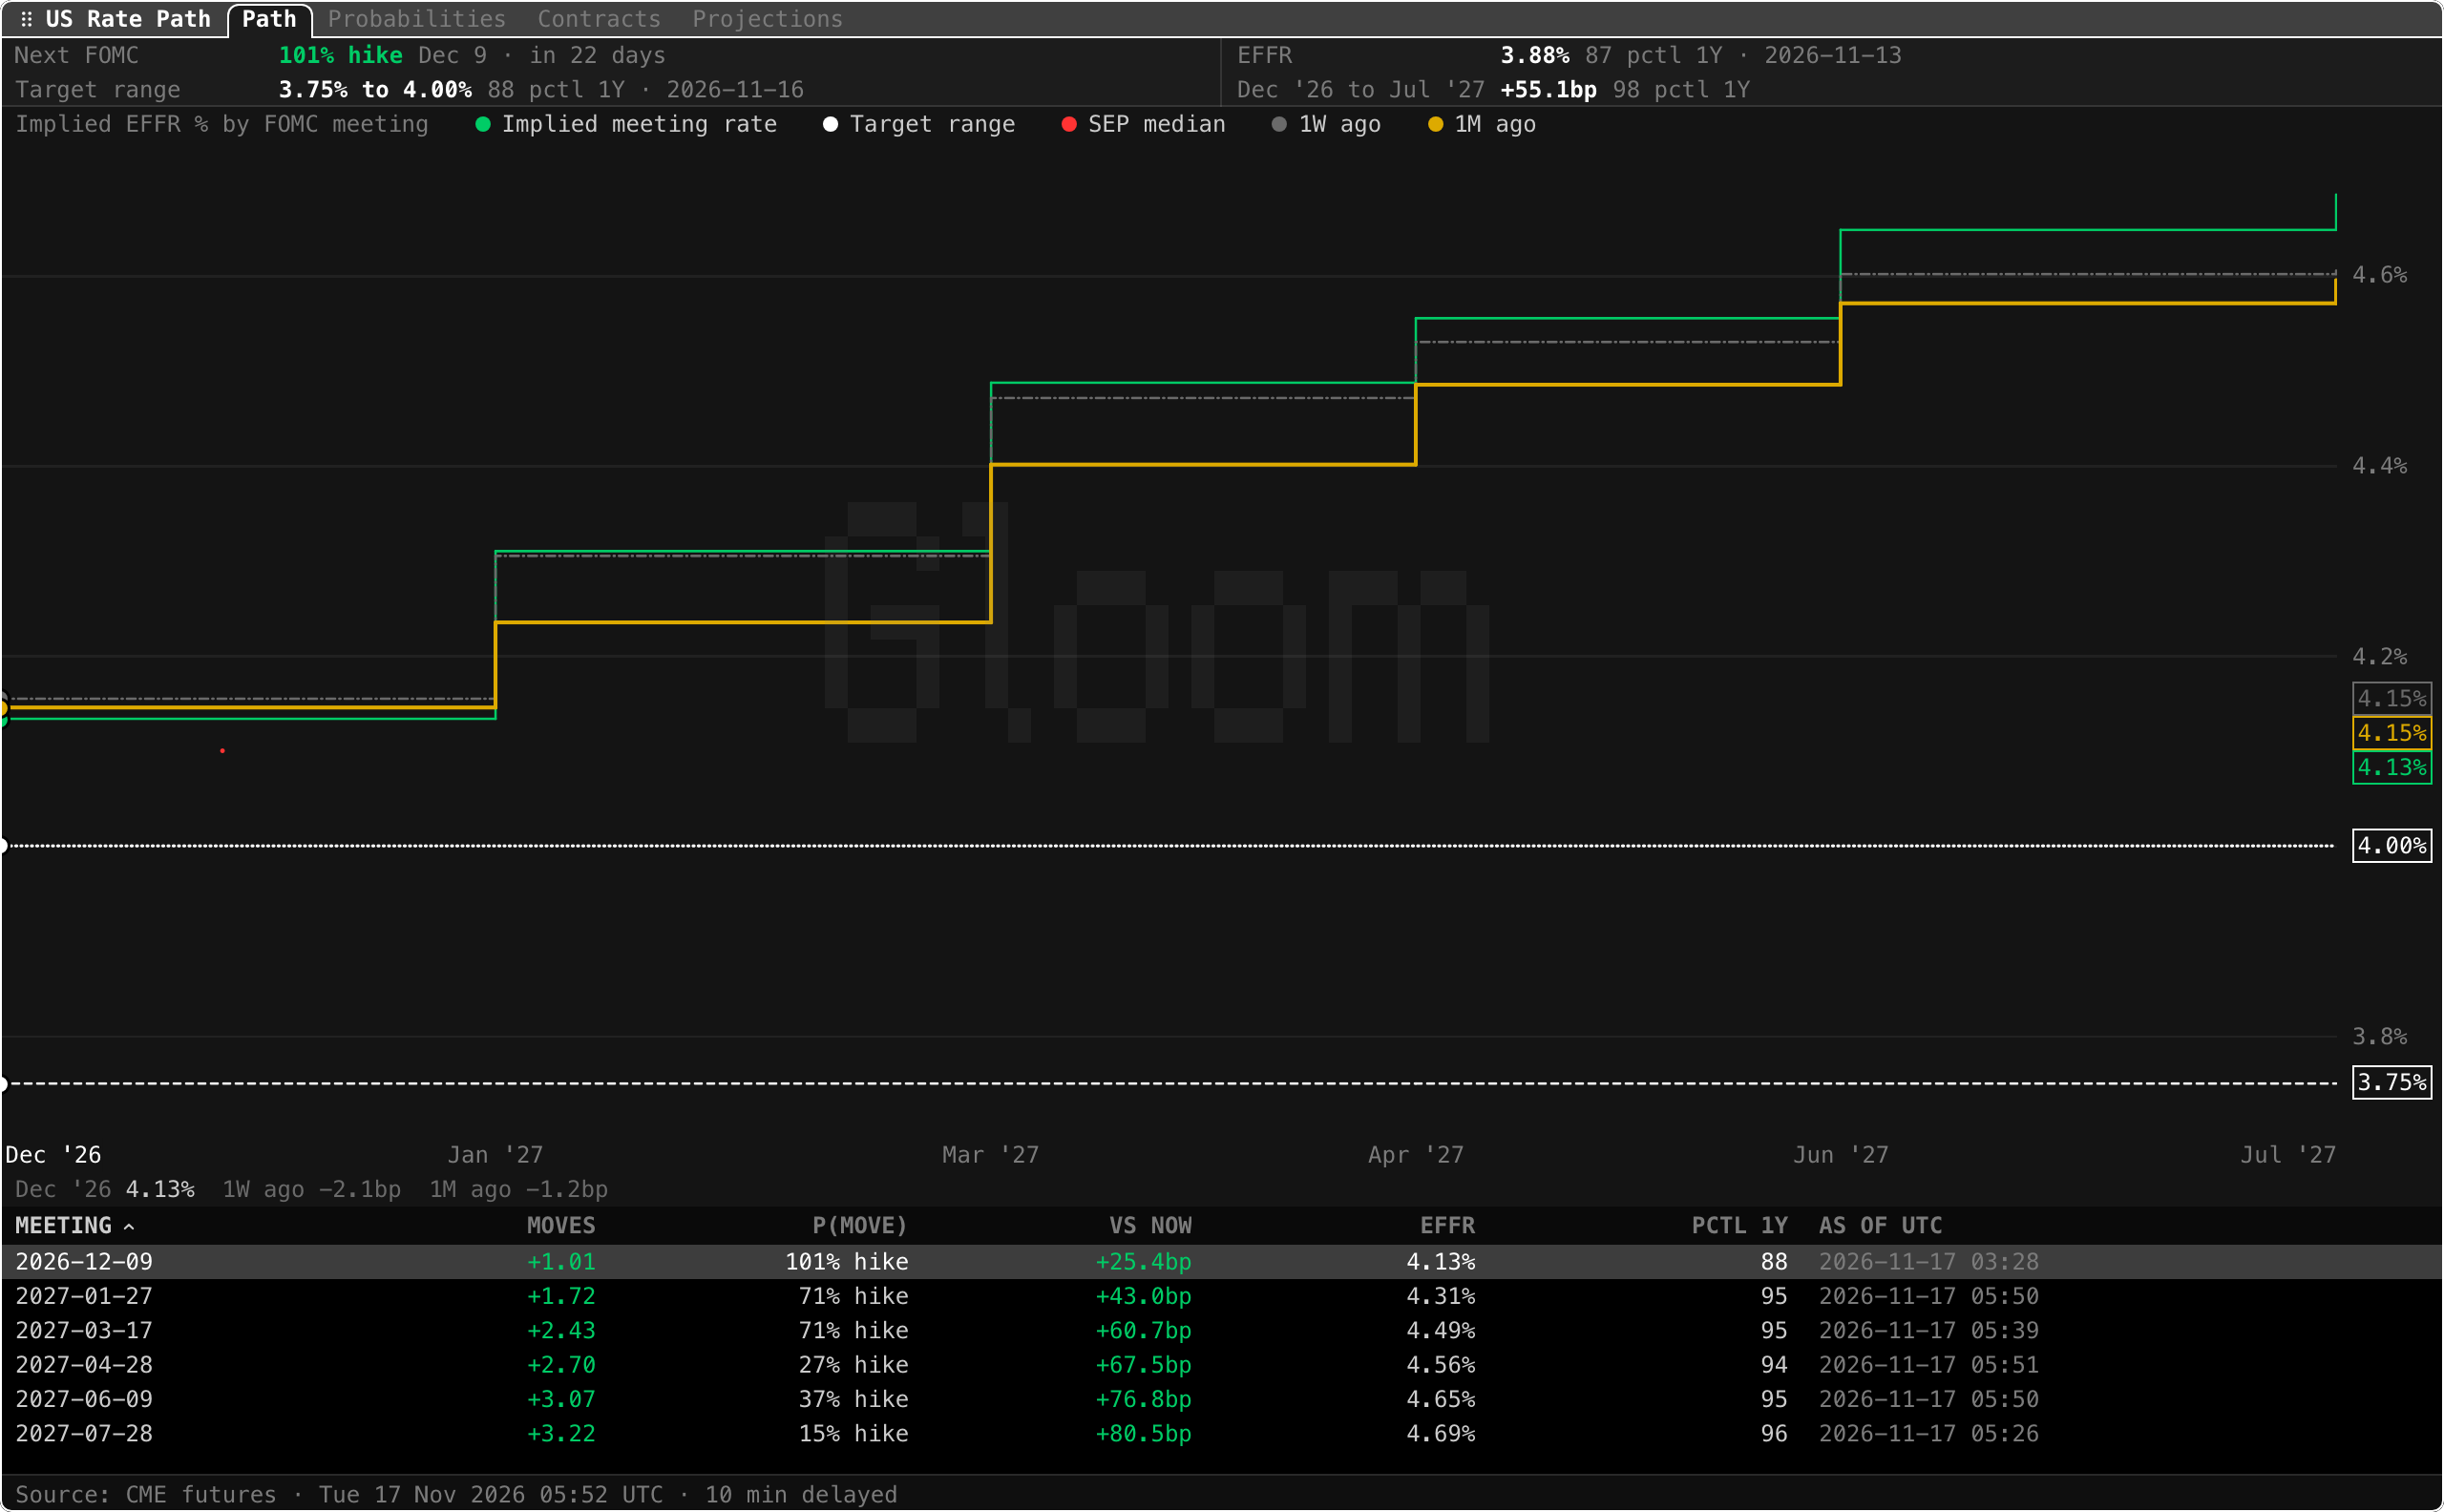 ⠿ US Rate Path Path Probabilities Contracts Projections
Next FOMC 101% hike Dec 9 · in 22 days EFFR 3.88% 87 pctl 1Y · 2026-11-13
Target range 3.75% to 4.00% 88 pctl 1Y · 2026-11-16 Dec '26 to Jul '27 +55.1bp 98 pctl 1Y
Implied EFFR % by FOMC meeting Implied meeting rate Target range SEP median 1W ago 1M ago
4.6%
4.4%
4.2%
4.15%
4.15%
4.13%
4.00%
3.8%
3.75%
Gloom
Dec '26 Jan '27 Mar '27 Apr '27 Jun '27 Jul '27
Dec '26 4.13% 1W ago −2.1bp 1M ago −1.2bp
MEETING ^ MOVES P(MOVE) VS NOW EFFR PCTL 1Y AS OF UTC
2026-12-09 +1.01 101% hike +25.4bp 4.13% 88 2026-11-17 03:28
2027-01-27 +1.72 71% hike +43.0bp 4.31% 95 2026-11-17 05:50
2027-03-17 +2.43 71% hike +60.7bp 4.49% 95 2026-11-17 05:39
2027-04-28 +2.70 27% hike +67.5bp 4.56% 94 2026-11-17 05:51
2027-06-09 +3.07 37% hike +76.8bp 4.65% 95 2026-11-17 05:50
2027-07-28 +3.22 15% hike +80.5bp 4.69% 96 2026-11-17 05:26
Source: CME futures · Tue 17 Nov 2026 05:52 UTC · 10 min delayed